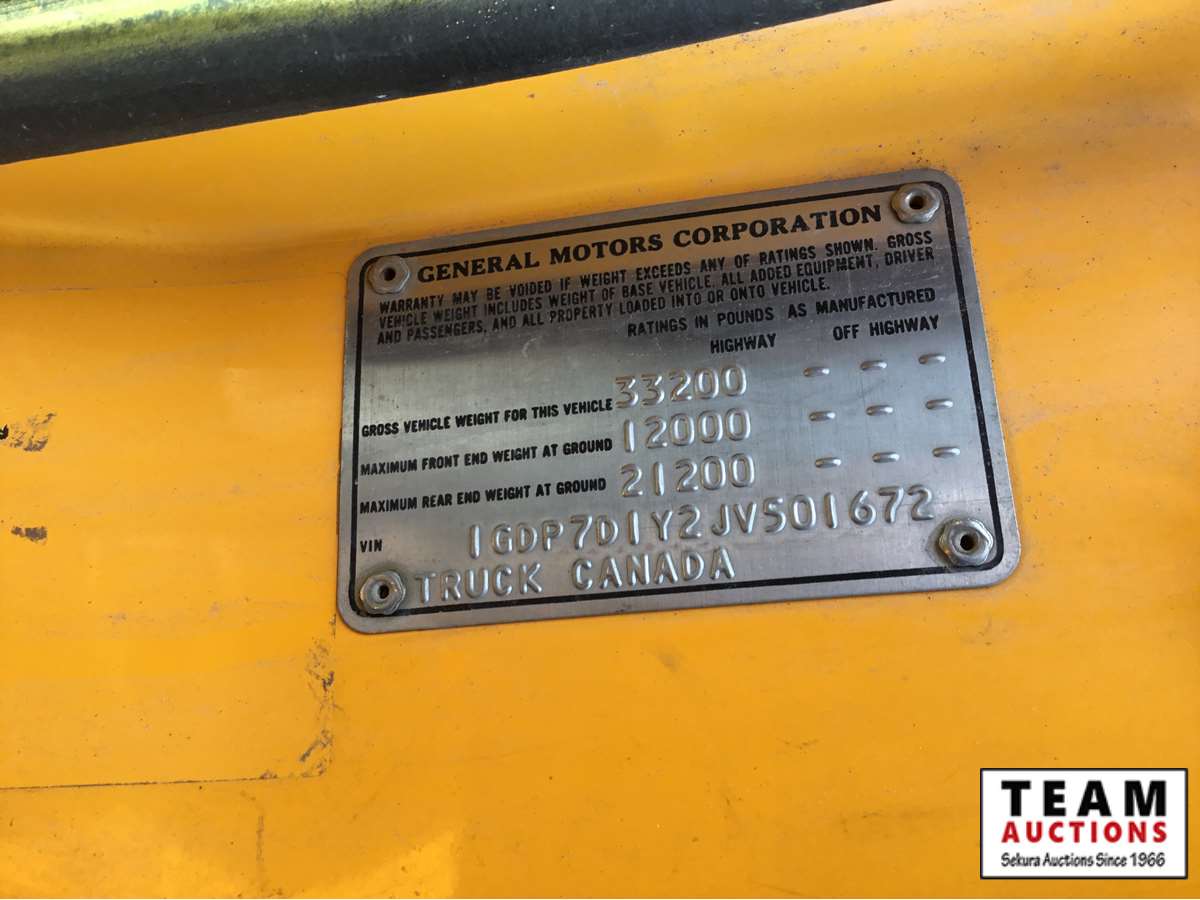 GENERAL MOTORS CORPORATION
WARRANTY MAY BE VOIDED IF WEIGHT EXCEEDS ANY OF RATINGS SHOWN. GROSS
VEHICLE WEIGHT INCLUDES WEIGHT OF BASE VEHICLE, ALL ADDED EQUIPMENT, DRIVER
AND PASSENGERS, AND ALL PROPERTY LOADED INTO OR ONTO VEHICLE.
RATINGS IN POUNDS AS MANUFACTURED
HIGHWAY OFF HIGHWAY
GROSS VEHICLE WEIGHT FOR THIS VEHICLE 33200 - - -
MAXIMUM FRONT END WEIGHT AT GROUND 12000 - - -
MAXIMUM REAR END WEIGHT AT GROUND 21200 - - -
VIN 1GDP7D1Y2JV501672
TRUCK CANADA
TEAM
AUCTIONS
Sekura Auctions Since 1966